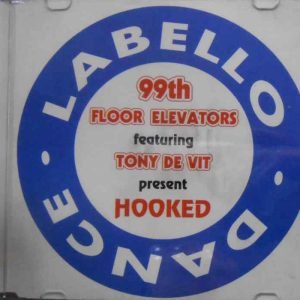 LABELLO
99th
FLOOR ELEVATORS
featuring
TONY DE VIT
present
HOOKED
• DANCE •